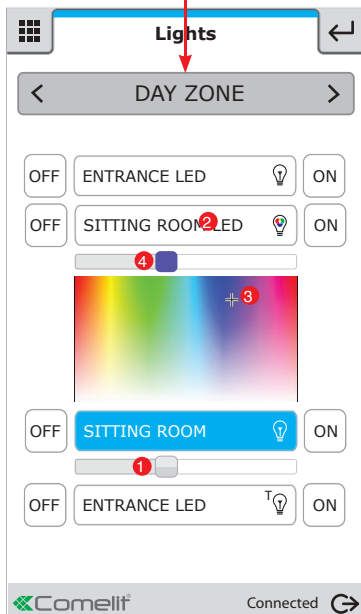 Lights
DAY ZONE
OFF ENTRANCE LED ON
OFF SITTING ROOM LED 2 ON
4
3
OFF SITTING ROOM ON
1
OFF ENTRANCE LED T ON
Comelit Connected